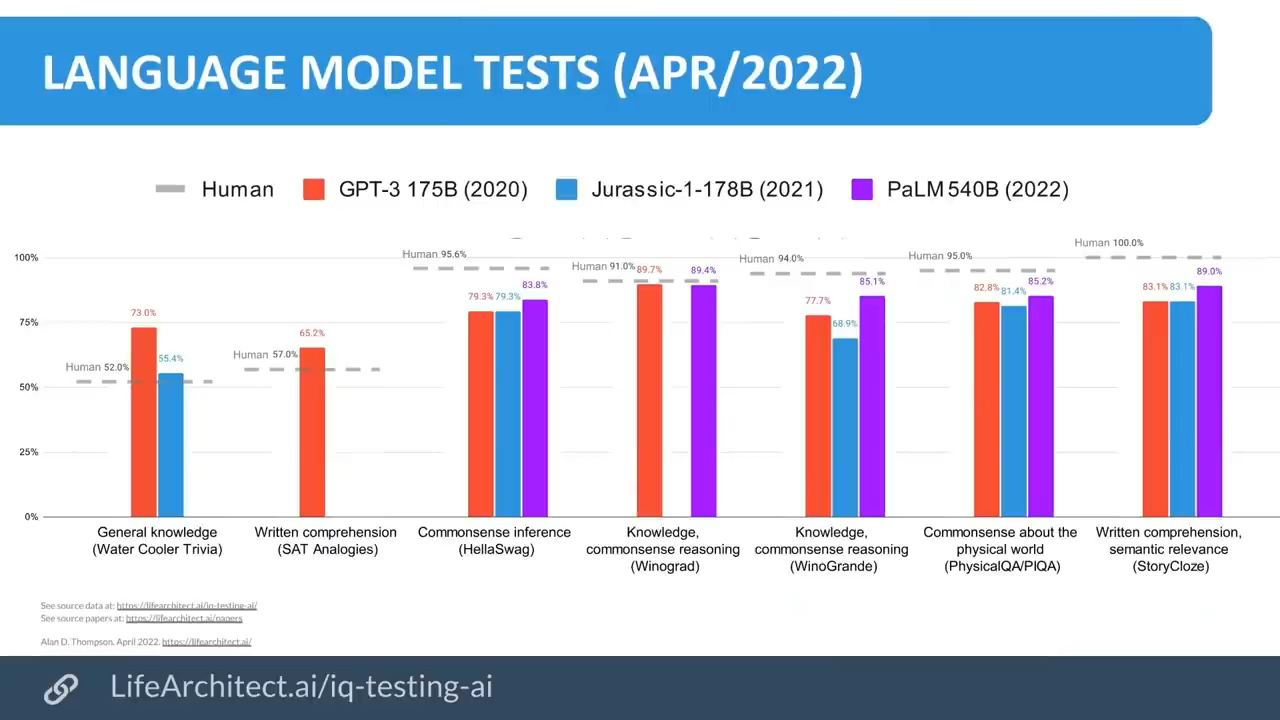 LANGUAGE MODEL TESTS (APR/2022)
Human GPT-3 175B (2020) Jurassic-1-178B (2021) PaLM 540B (2022)
100%
75%
50%
25%
0%
Human 52.0%
73.0%
55.4%
Human 57.0%
65.2%
Human 95.6%
79.3%
79.3%
83.8%
Human 91.0%
89.7%
89.4%
Human 94.0%
77.7%
68.9%
85.1%
Human 95.0%
82.8%
81.4%
85.2%
Human 100.0%
83.1%
83.1%
89.0%
General knowledge
(Water Cooler Trivia)
Written comprehension
(SAT Analogies)
Commonsense inference
(HellaSwag)
Knowledge,
commonsense reasoning
(Winograd)
Knowledge,
commonsense reasoning
(WinoGrande)
Commonsense about the
physical world
(PhysicalQA/PIQA)
Written comprehension,
semantic relevance
(StoryCloze)
See source data at: https://lifearchitect.ai/iq-testing-ai/
See source papers at: https://lifearchitect.ai/papers
Alan D. Thompson. April 2022. https://lifearchitect.ai/
LifeArchitect.ai/iq-testing-ai